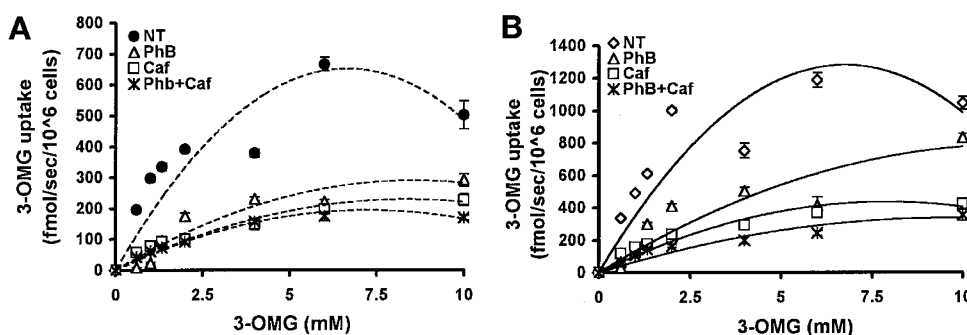 A
NT
PhB
Caf
Phb+Caf
3-OMG uptake
(fmol/sec/10^6 cells)
800
700
600
500
400
300
200
100
0
0
2.5
5
7.5
10
3-OMG (mM)
B
NT
PhB
Caf
PhB+Caf
3-OMG uptake
(fmol/sec/10^6 cells)
1400
1200
1000
800
600
400
200
0
0
2.5
5
7.5
10
3-OMG (mM)